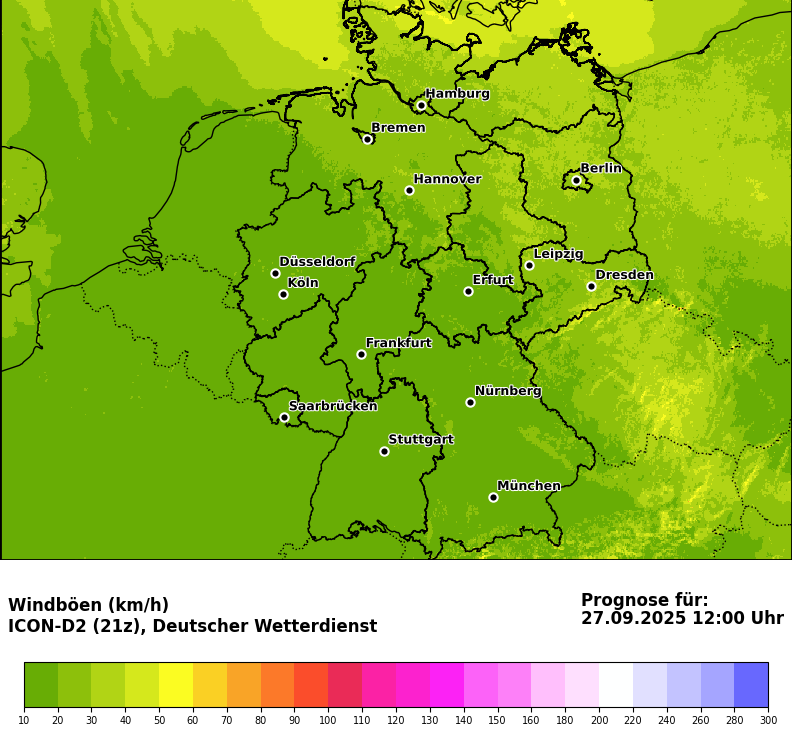 Hamburg
Bremen
Berlin
Hannover
Leipzig
Düsseldorf
Dresden
Köln
Erfurt
Frankfurt
Nürnberg
Saarbrücken
Stuttgart
München
Windböen (km/h)
ICON-D2 (21z), Deutscher Wetterdienst
Prognose für:
27.09.2025 12:00 Uhr
10 20 30 40 50 60 70 80 90 100 110 120 130 140 150 160 180 200 220 240 260 280 300